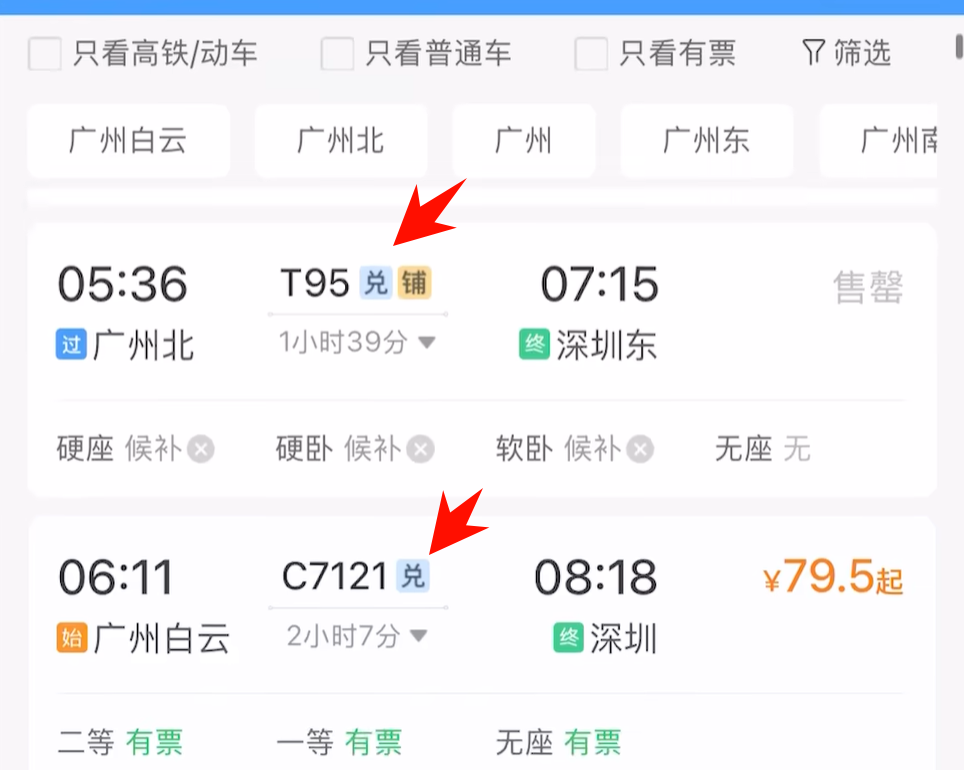 只看高铁/动车 只看普通车 只看有票 筛选
广州白云 广州北 广州 广州东 广州南
05:36 T95 兑 铺 07:15 售罄
过 广州北 1小时39分 终 深圳东
硬座 候补 硬卧 候补 软卧 候补 无座 无
06:11 C7121 兑 08:18 ¥79.5起
始 广州白云 2小时7分 终 深圳
二等 有票 一等 有票 无座 有票